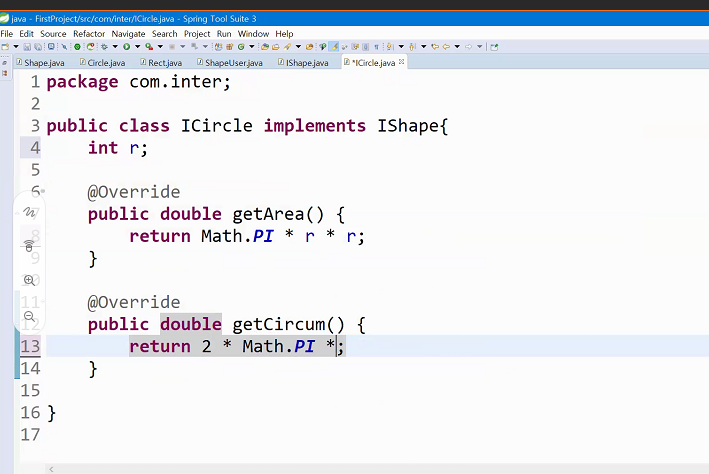 java - FirstProject/src/com/inter/ICircle.java - Spring Tool Suite 3
File Edit Source Refactor Navigate Search Project Run Window Help
Shape.java Circle.java Rect.java ShapeUser.java IShape.java *ICircle.java
1 package com.inter;
2
3 public class ICircle implements IShape{
4 int r;
5
6 @Override
7 public double getArea() {
8 return Math.PI * r * r;
9 }
10
11 @Override
12 public double getCircum() {
13 return 2 * Math.PI *;
14 }
15
16 }
17